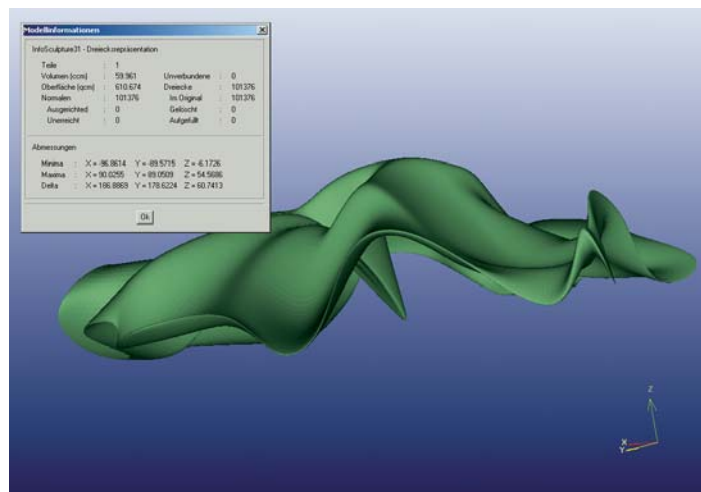 Modellinformationen
InfoSculpture31 - Dreiecksrepräsentation
Teile : 1
Volumen (ccm) : 59.961 Unverbundene : 0
Oberfläche (qcm) : 610.674 Dreiecke : 101376
Normalen : 101376 Im Original : 101376
Ausgerichted : 0 Gelöscht : 0
Unerreicht : 0 Aufgefüllt : 0
Abmessungen
Minima : X = -96.8614 Y = -89.5715 Z = -6.1726
Maxima : X = 90.0255 Y = 89.0509 Z = 54.5686
Delta : X = 186.8869 Y = 178.6224 Z = 60.7413
Ok
Z
X
Y